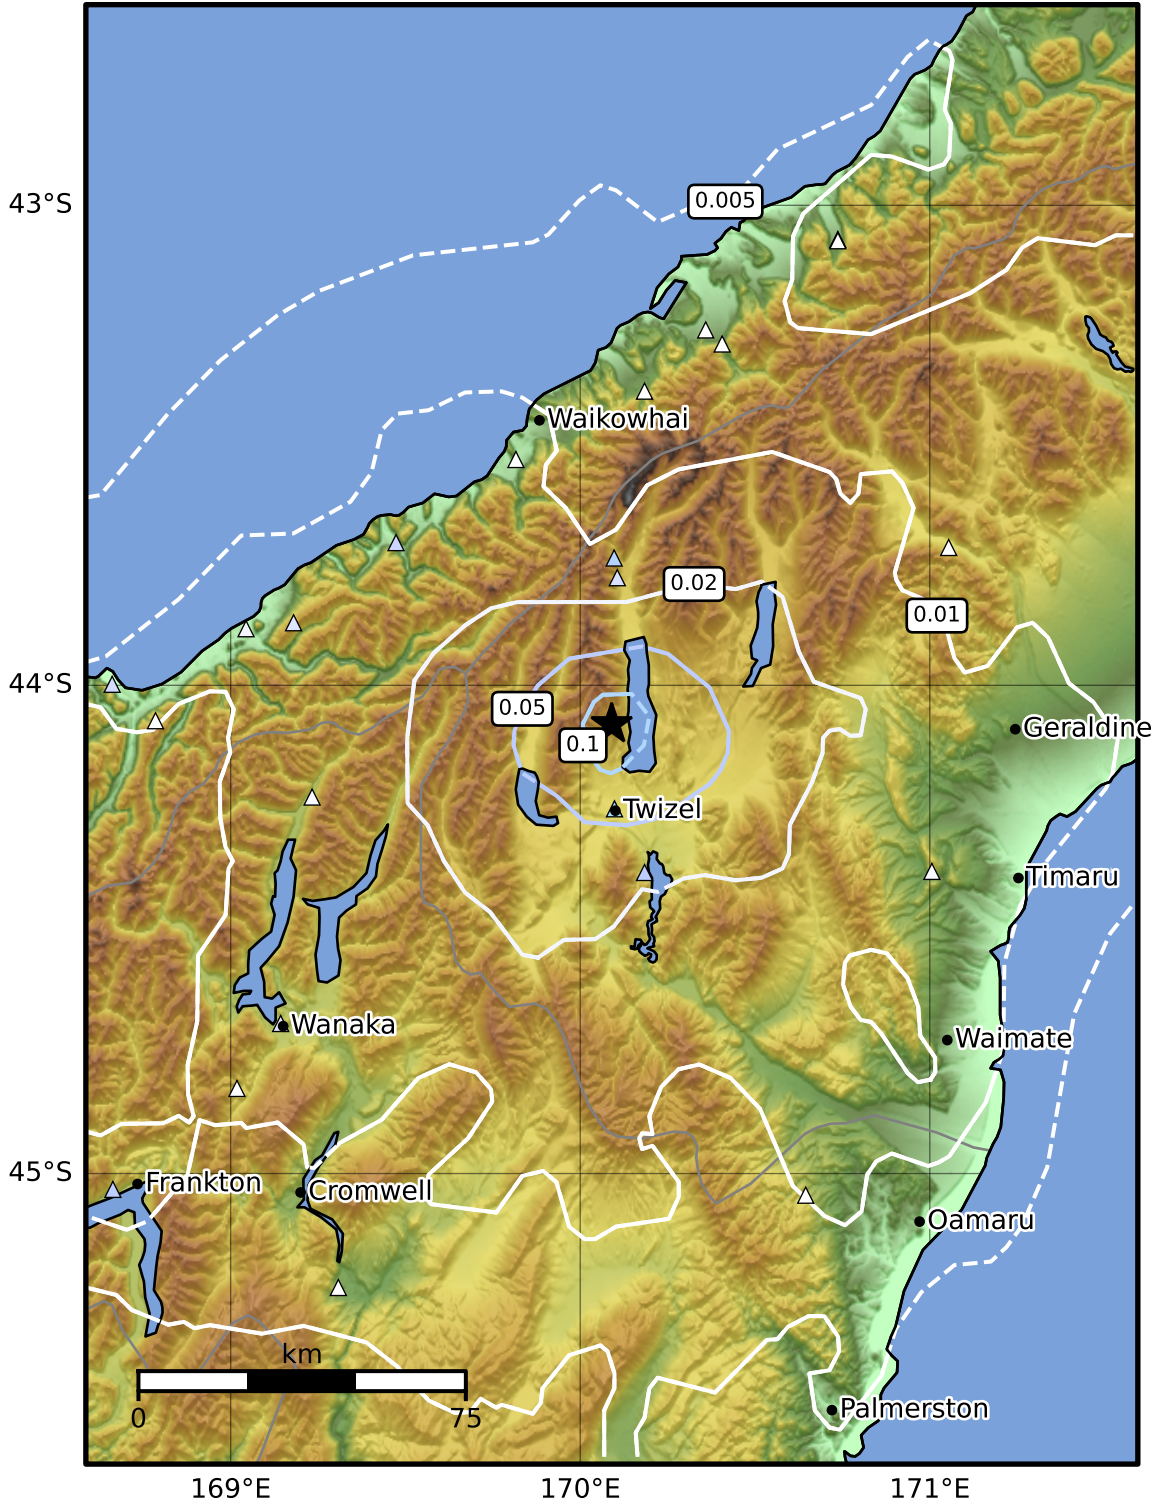 43°S
0.005
Waikowhai
0.02
0.01
44°S
0.05
Geraldine
0.1
Twizel
Timaru
Wanaka
Waimate
45°S
Frankton
Cromwell
Oamaru
km
0
75
Palmerston
169°E
170°E
171°E